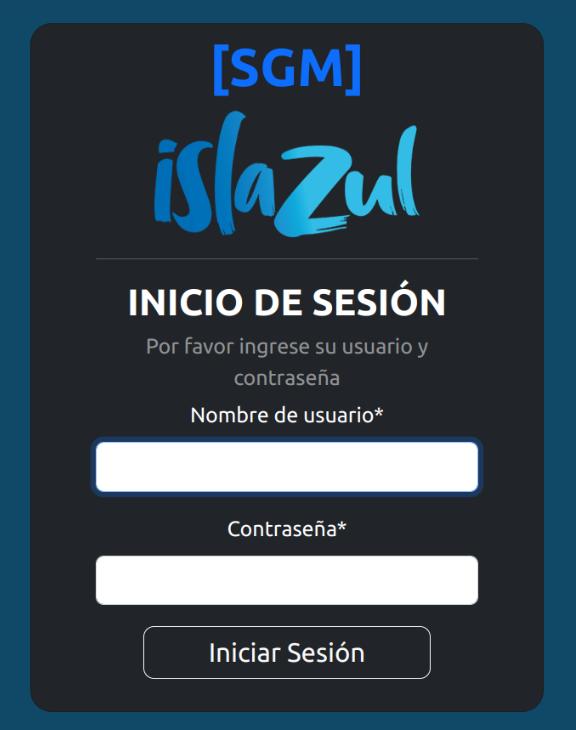 [SGM]
islazul
INICIO DE SESIÓN
Por favor ingrese su usuario y
contraseña
Nombre de usuario*
Contraseña*
Iniciar Sesión